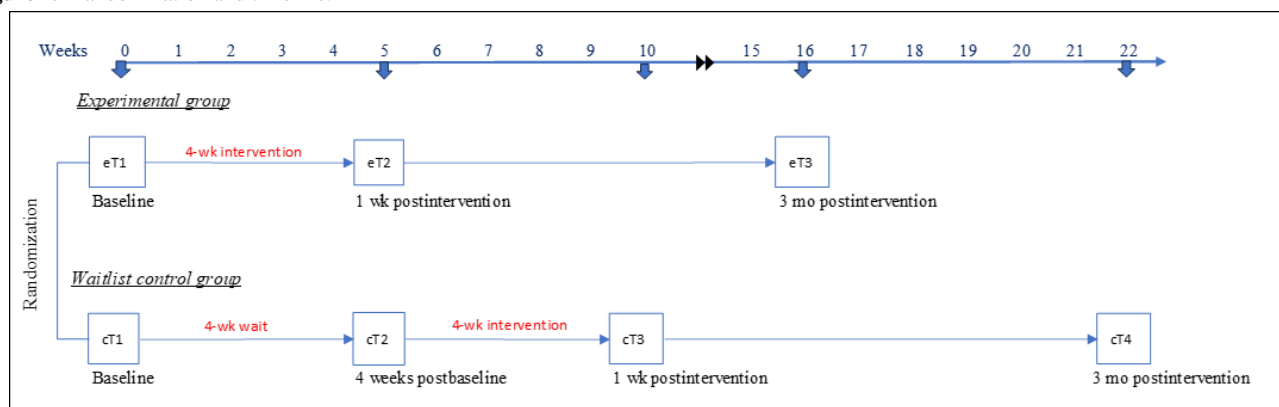 Weeks 0 1 2 3 4 5 6 7 8 9 10 15 16 17 18 19 20 21 22
Experimental group
eT1 4-wk intervention eT2 eT3
Baseline 1 wk postintervention 3 mo postintervention
Randomization
Waitlist control group
cT1 4-wk wait cT2 4-wk intervention cT3 cT4
Baseline 4 weeks postbaseline 1 wk postintervention 3 mo postintervention